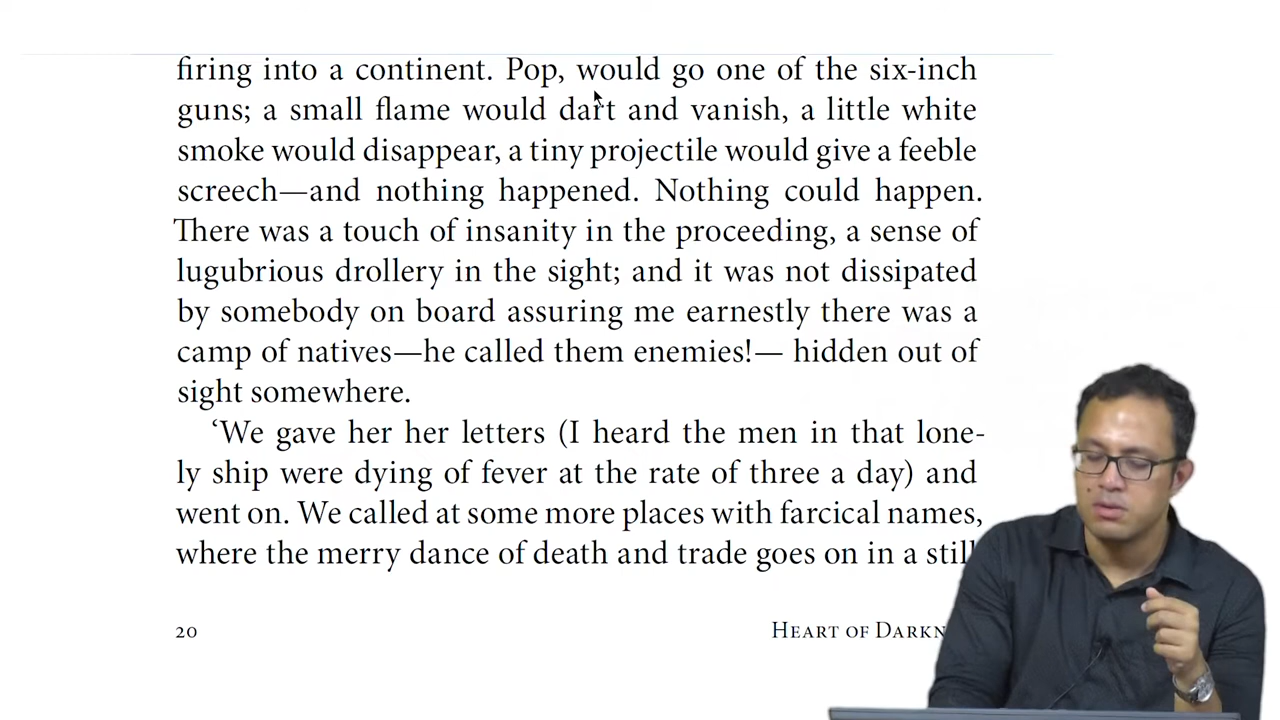 firing into a continent. Pop, would go one of the six-inch
guns; a small flame would dart and vanish, a little white
smoke would disappear, a tiny projectile would give a feeble
screech—and nothing happened. Nothing could happen.
There was a touch of insanity in the proceeding, a sense of
lugubrious drollery in the sight; and it was not dissipated
by somebody on board assuring me earnestly there was a
camp of natives—he called them enemies!— hidden out of
sight somewhere.
‘We gave her her letters (I heard the men in that lone-
ly ship were dying of fever at the rate of three a day) and
went on. We called at some more places with farcical names,
where the merry dance of death and trade goes on in a still
20
Heart of Darkn